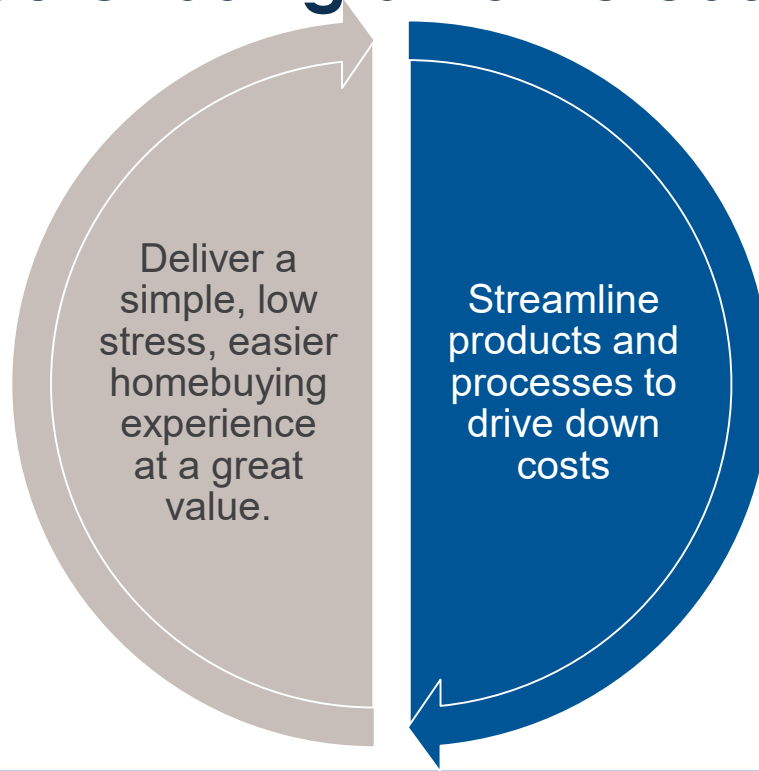 Deliver a
simple, low
stress, easier
homebuying
experience
at a great
value.
Streamline
products and
processes to
drive down
costs